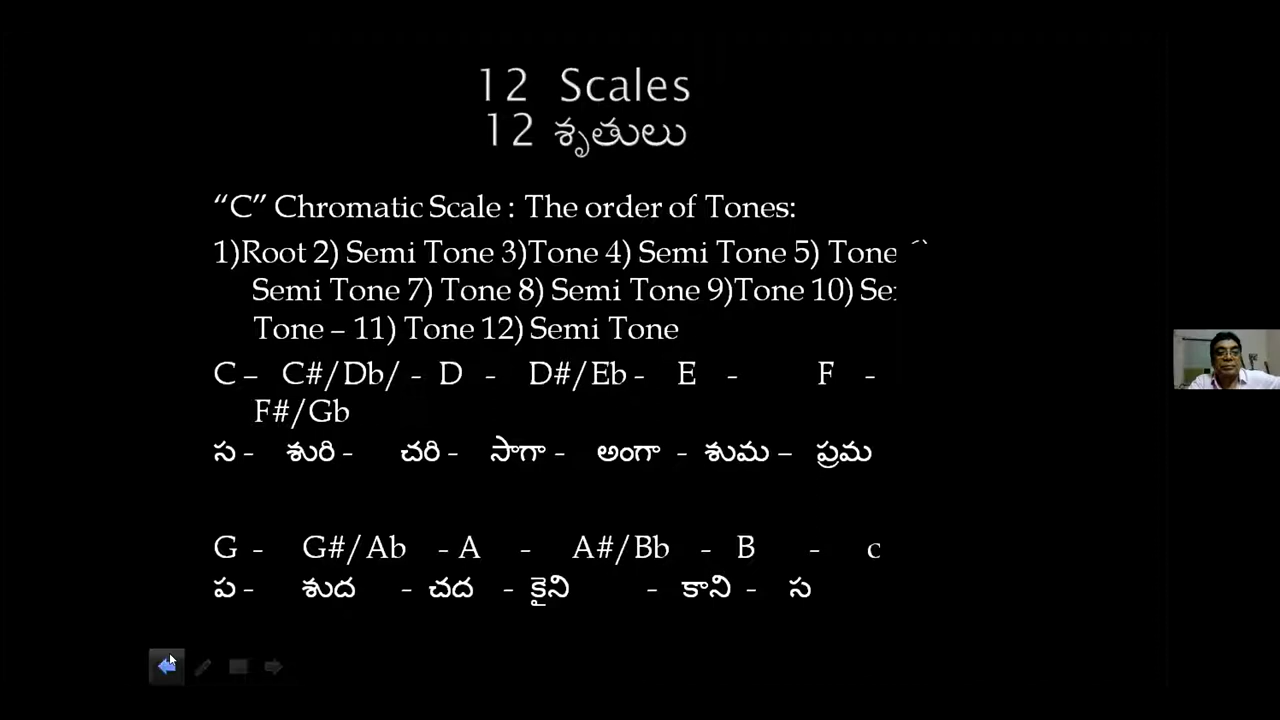 12 Scales
12 శృతులు
“C” Chromatic Scale : The order of Tones:
1)Root 2) Semi Tone 3)Tone 4) Semi Tone 5) Tone
Semi Tone 7) Tone 8) Semi Tone 9)Tone 10)
Tone – 11) Tone 12) Semi Tone
C – C#/Db/ - D - D#/Eb - E - F -
F#/Gb
స - శురి - చరి - సాగా - అంగా - శుమ – ప్రమ
G - G#/Ab - A - A#/Bb - B - c
ప - శుద - చద - కైని - కాని - స